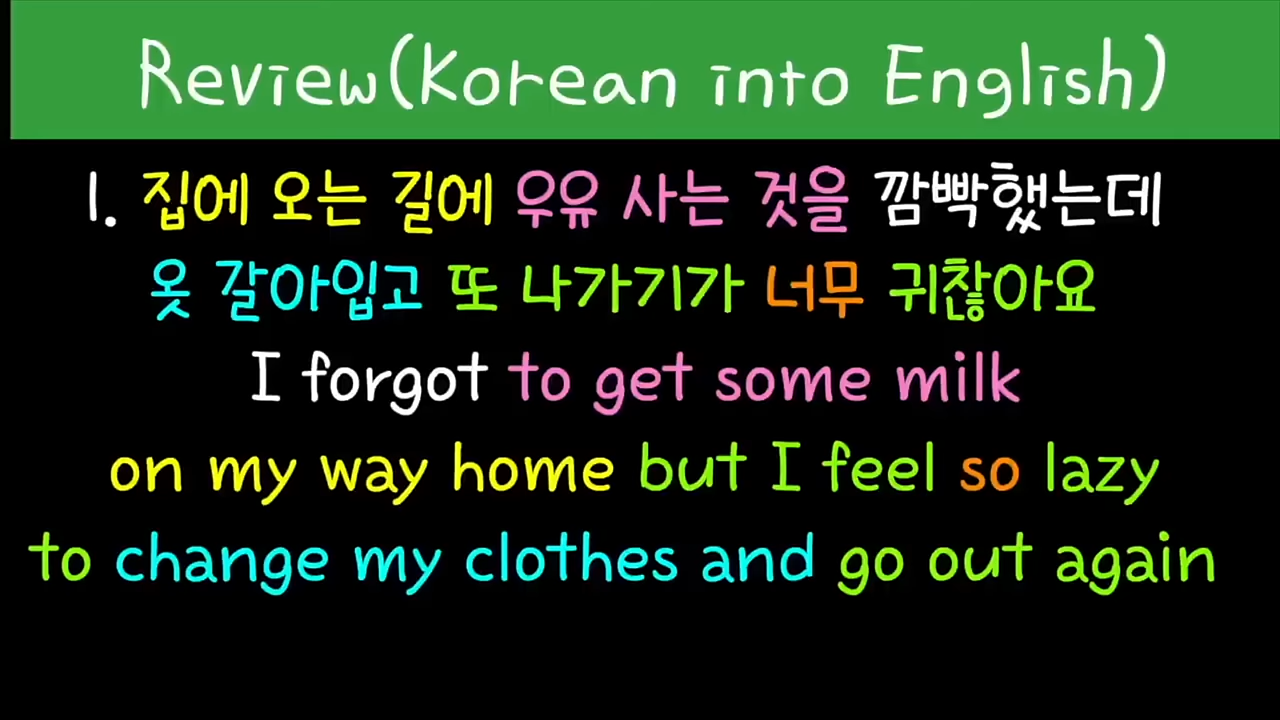 Review(Korean into English)
1. 집에 오는 길에 우유 사는 것을 깜빡했는데
옷 갈아입고 또 나가기가 너무 귀찮아요
I forgot to get some milk
on my way home but I feel so lazy
to change my clothes and go out again